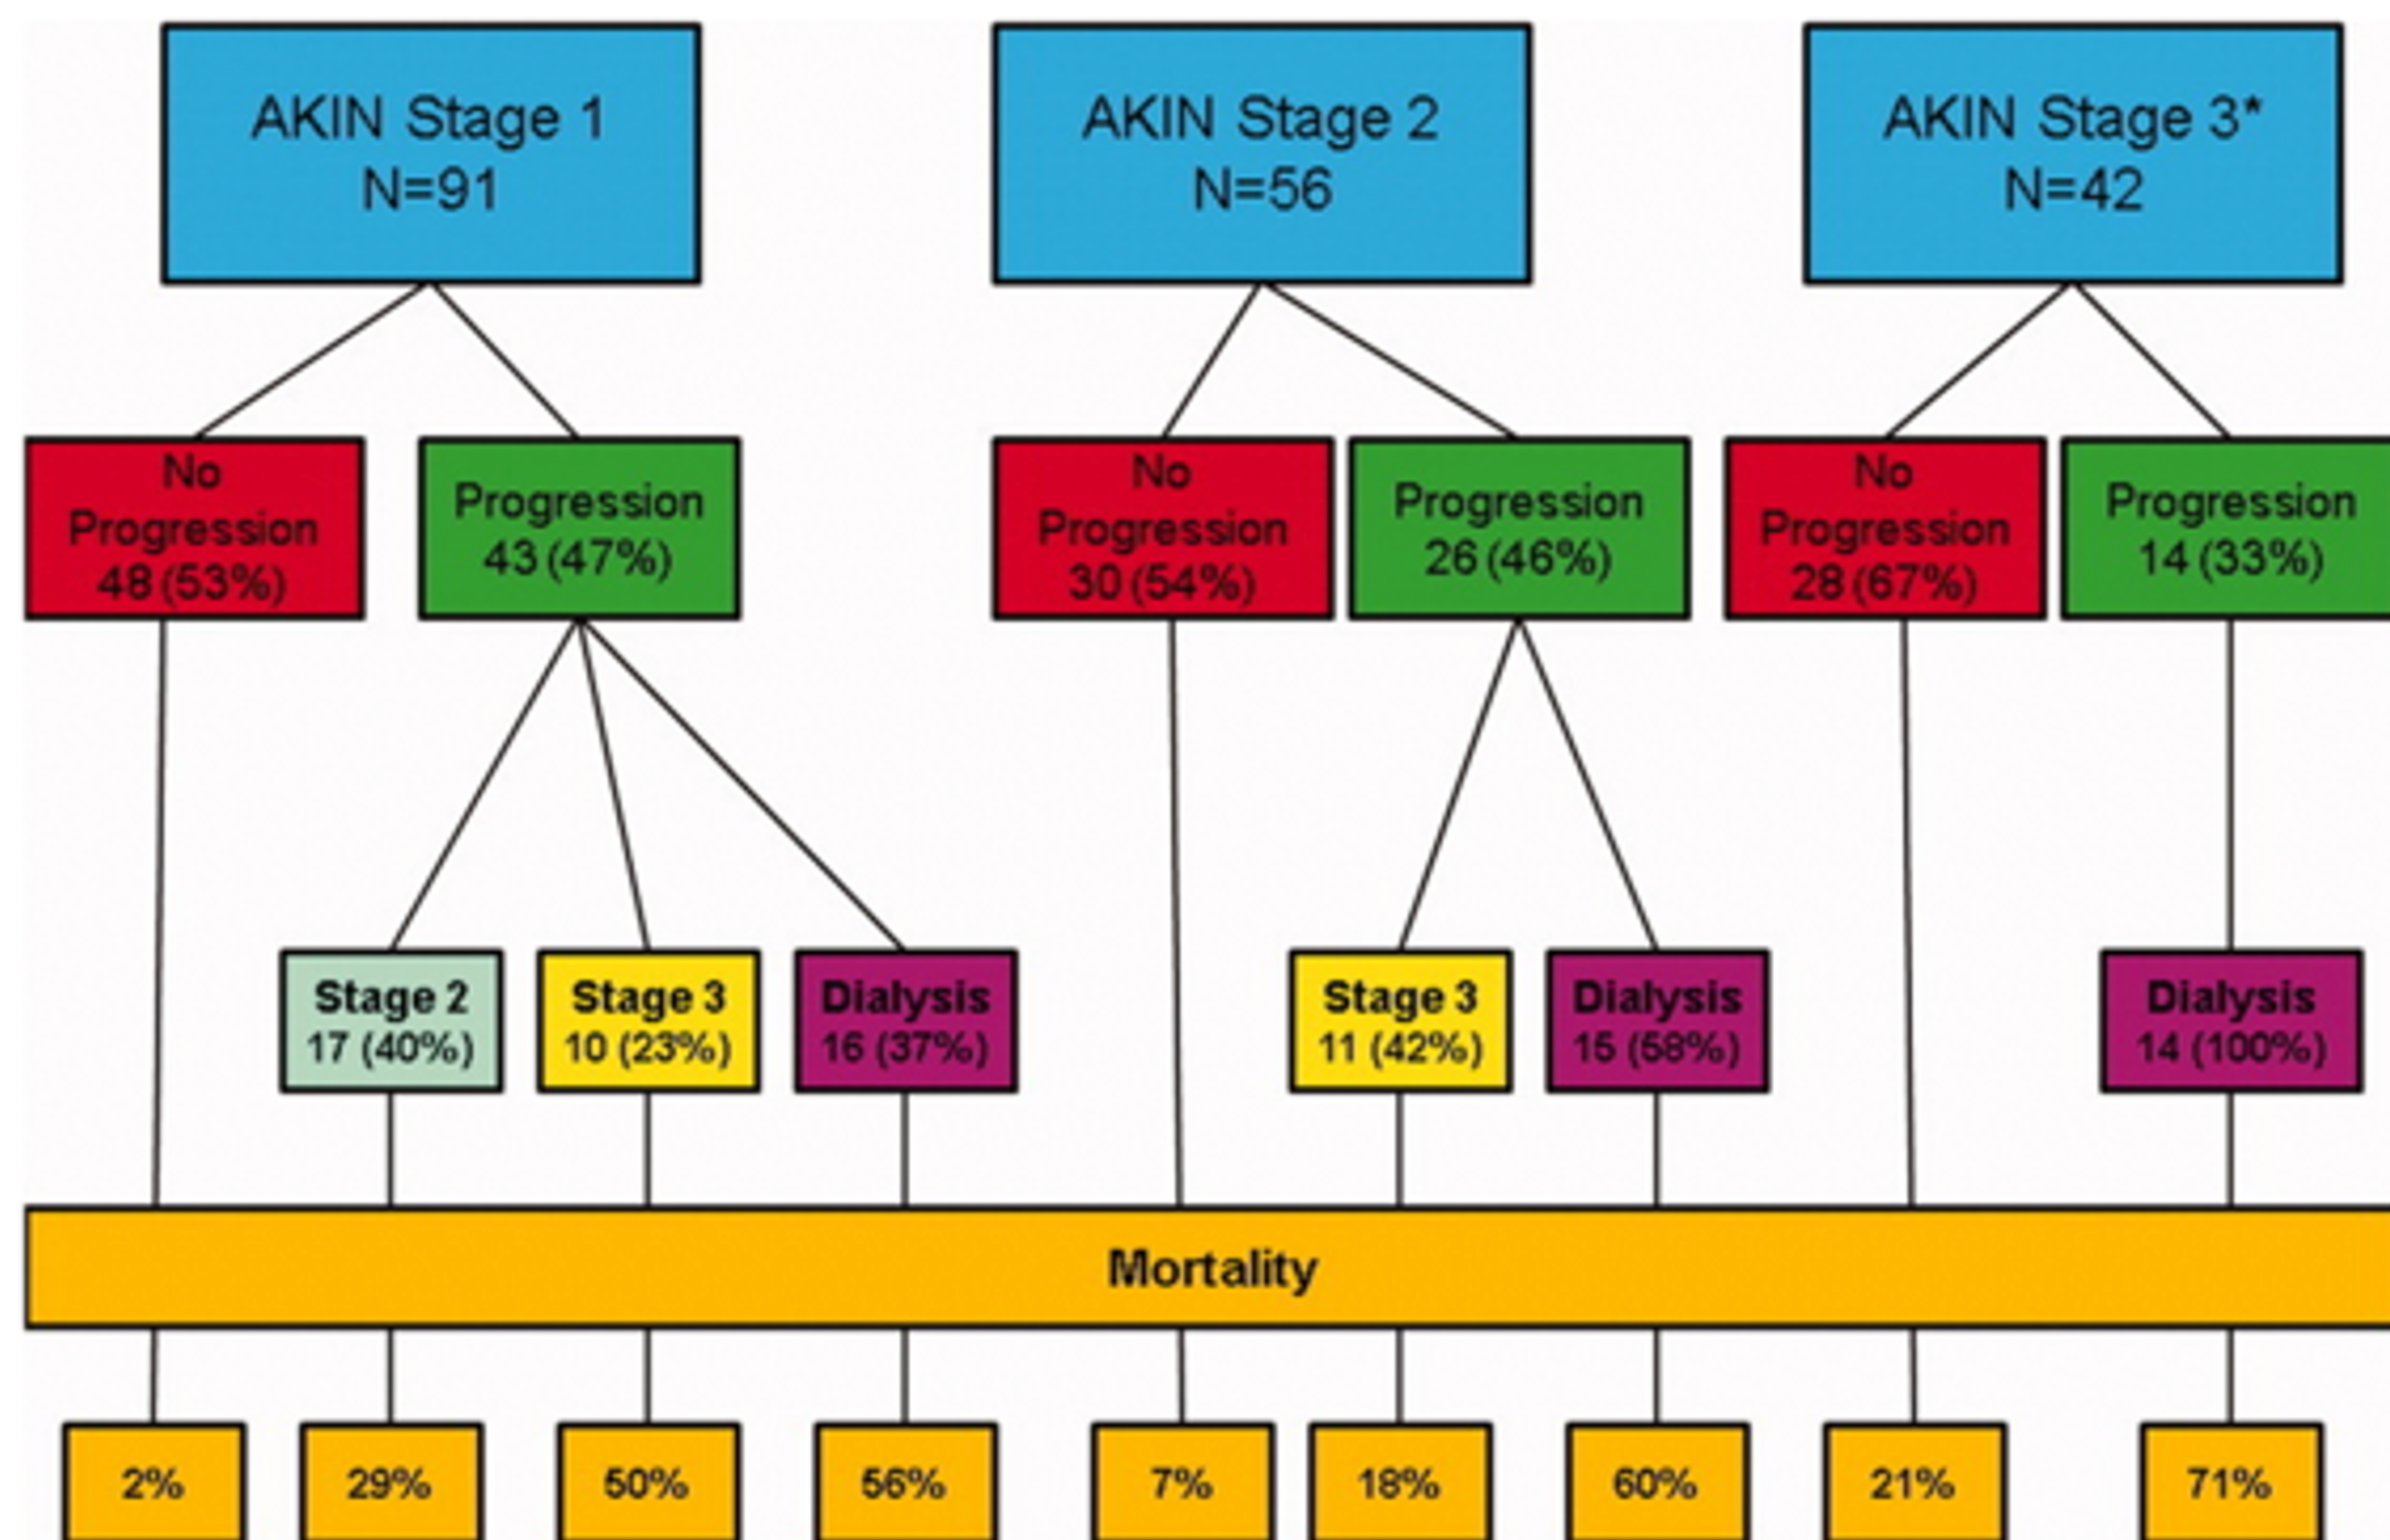 AKIN Stage 1
N=91
AKIN Stage 2
N=56
AKIN Stage 3*
N=42
No
Progression
48 (53%)
Progression
43 (47%)
No
Progression
30 (54%)
Progression
26 (46%)
No
Progression
28 (67%)
Progression
14 (33%)
Stage 2
17 (40%)
Stage 3
10 (23%)
Dialysis
16 (37%)
Stage 3
11 (42%)
Dialysis
15 (58%)
Dialysis
14 (100%)
Mortality
2%
29%
50%
56%
7%
18%
60%
21%
71%